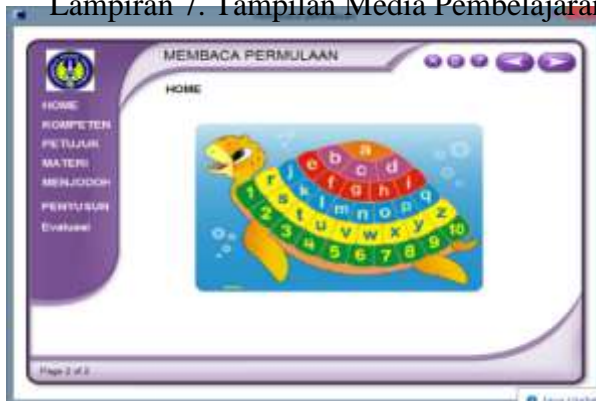 Lampiran 7. Tampilan Media Pembelajaran
MEMBACA PERMULAAN
HOME
HOME
KOMPETEN
PETUJUK
MATERI
MENJODOH
PENYUSUN
Evaluasi
a
b c d
e f g h i
j k l m n o p q
r s t u v w x y z
1 2 3 4 5 6 7 8 9 10
Page 2 of 2